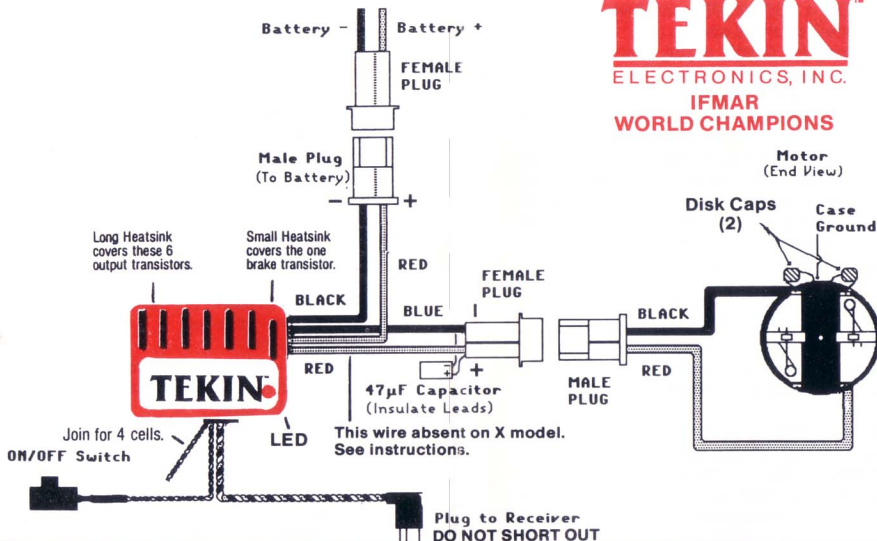 Battery -
Battery +
FEMALE
PLUG
TEKIN™
ELECTRONICS, INC.
IFMAR
WORLD CHAMPIONS
Male Plug
(To Battery)
-
+
Motor
(End View)
Disk Caps
(2)
Case
Ground
Long Heatsink
covers these 6
output transistors.
Small Heatsink
covers the one
brake transistor.
RED
BLACK
BLUE
FEMALE
PLUG
-
+
BLACK
RED
MALE
PLUG
RED
47µF Capacitor
(Insulate Leads)
TEKIN™
LED
This wire absent on X model.
See instructions.
Join for 4 cells.
ON/OFF Switch
Plug to Receiver
DO NOT SHORT OUT